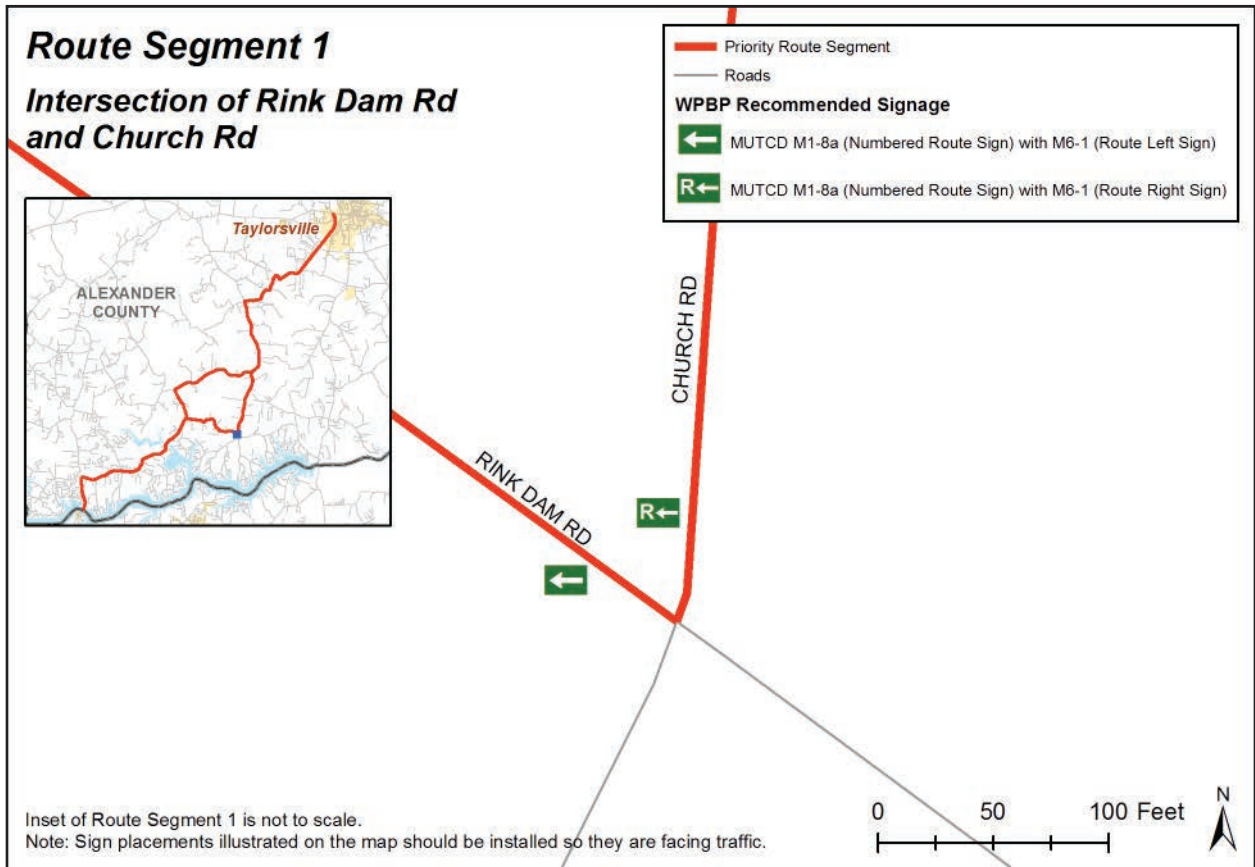 Route Segment 1
Intersection of Rink Dam Rd
and Church Rd
Priority Route Segment
Roads
WPBP Recommended Signage
MUTCD M1-8a (Numbered Route Sign) with M6-1 (Route Left Sign)
R
MUTCD M1-8a (Numbered Route Sign) with M6-1 (Route Right Sign)
Taylorsville
ALEXANDER
COUNTY
CHURCH RD
RINK DAM RD
R
Inset of Route Segment 1 is not to scale.
Note: Sign placements illustrated on the map should be installed so they are facing traffic.
0 50 100 Feet
N